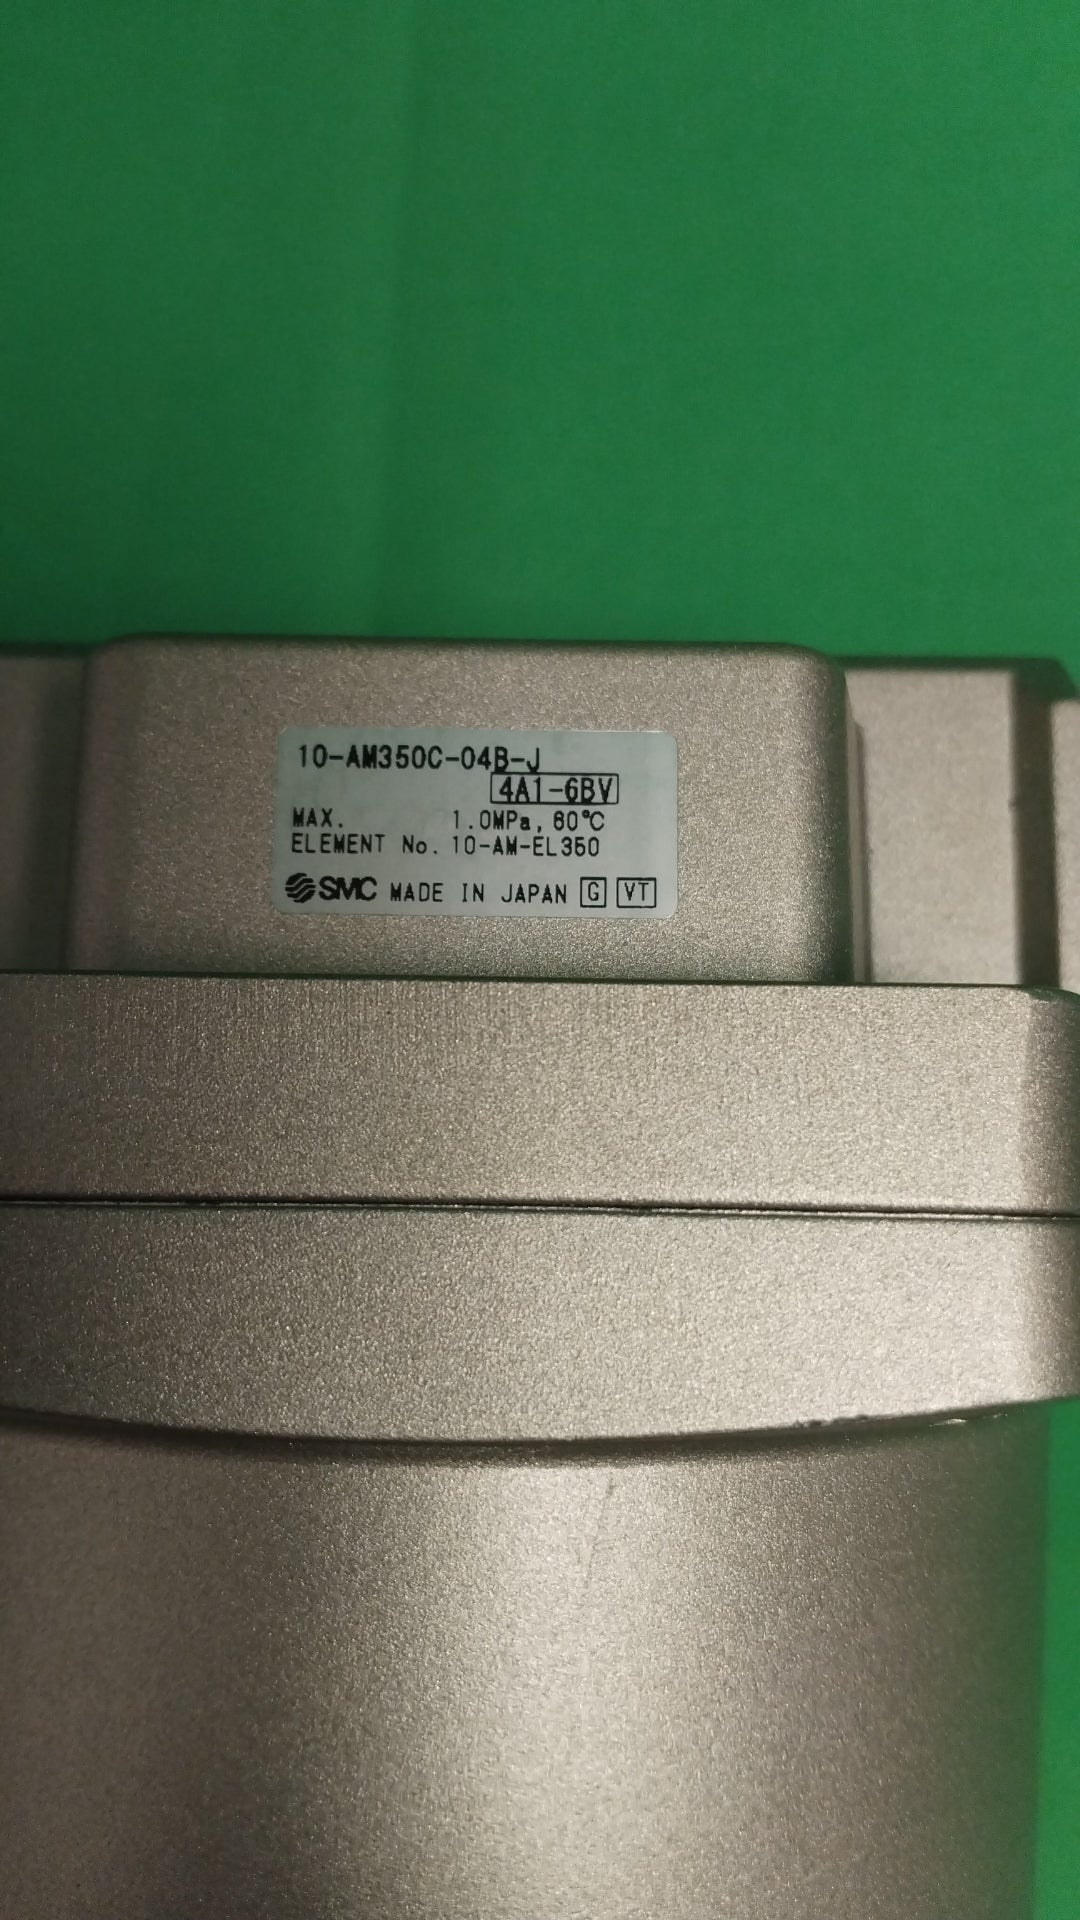 10-AM350C-04B-J
4A1-6BV
MAX. 1.0MPa, 60℃
ELEMENT No. 10-AM-EL350
SMC MADE IN JAPAN G VT